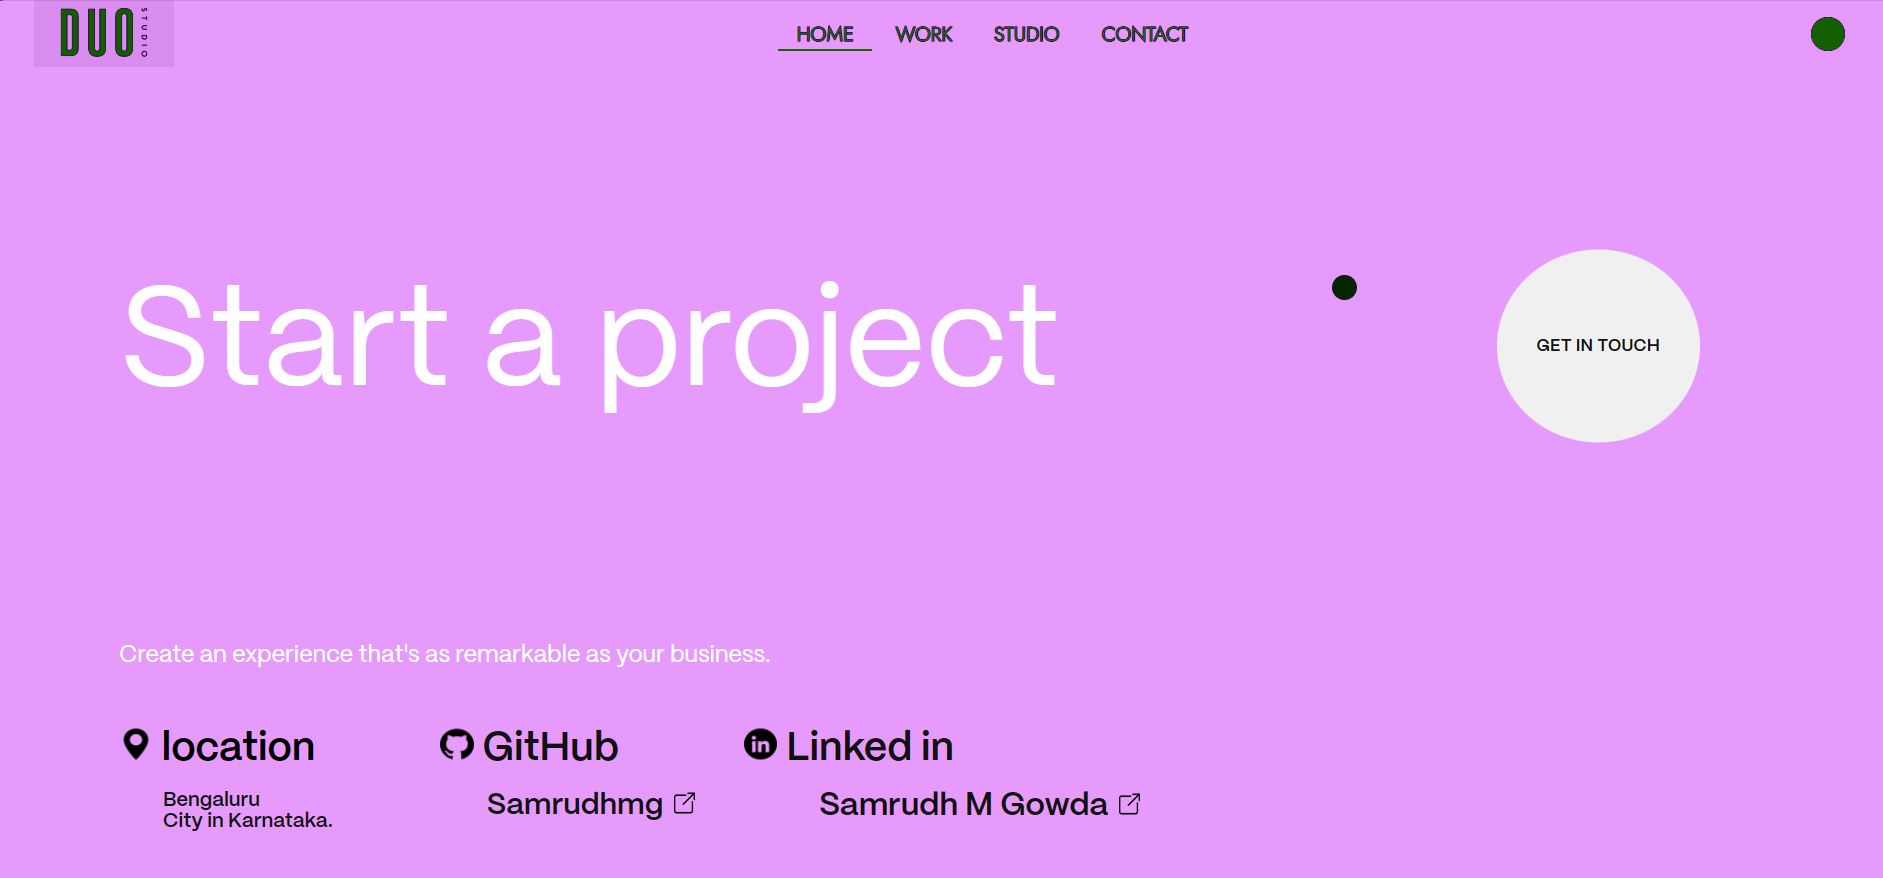 DUO STUDIO
HOME WORK STUDIO CONTACT
Start a project
GET IN TOUCH
Create an experience that's as remarkable as your business.
location
Bengaluru
City in Karnataka.
GitHub
Samrudhmg
in Linked in
Samrudh M Gowda